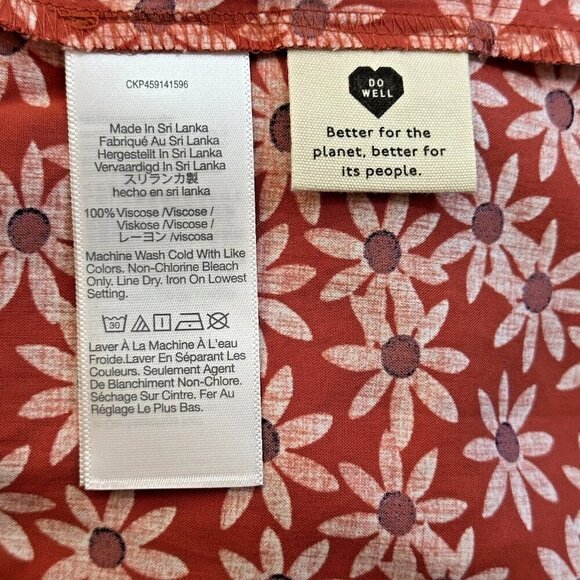 CKP459141596
Made In Sri Lanka
Fabriqué Au Sri Lanka
Hergestellt In Sri Lanka
Vervaardigd In Sri Lanka
スリランカ製
hecho en sri lanka
100% Viscose /Viscose /
Viskose /Viscose /
レーヨン /viscosa
Machine Wash Cold With Like
Colors. Non-Chlorine Bleach
Only. Line Dry. Iron On Lowest
Setting.
30
Laver À La Machine À L'eau
Froide.Laver En Séparant Les
Couleurs. Seulement Agent
De Blanchiment Non-Chlore.
Séchage Sur Cintre. Fer Au
Réglage Le Plus Bas.
DO
WELL
Better for the
planet, better for
its people.